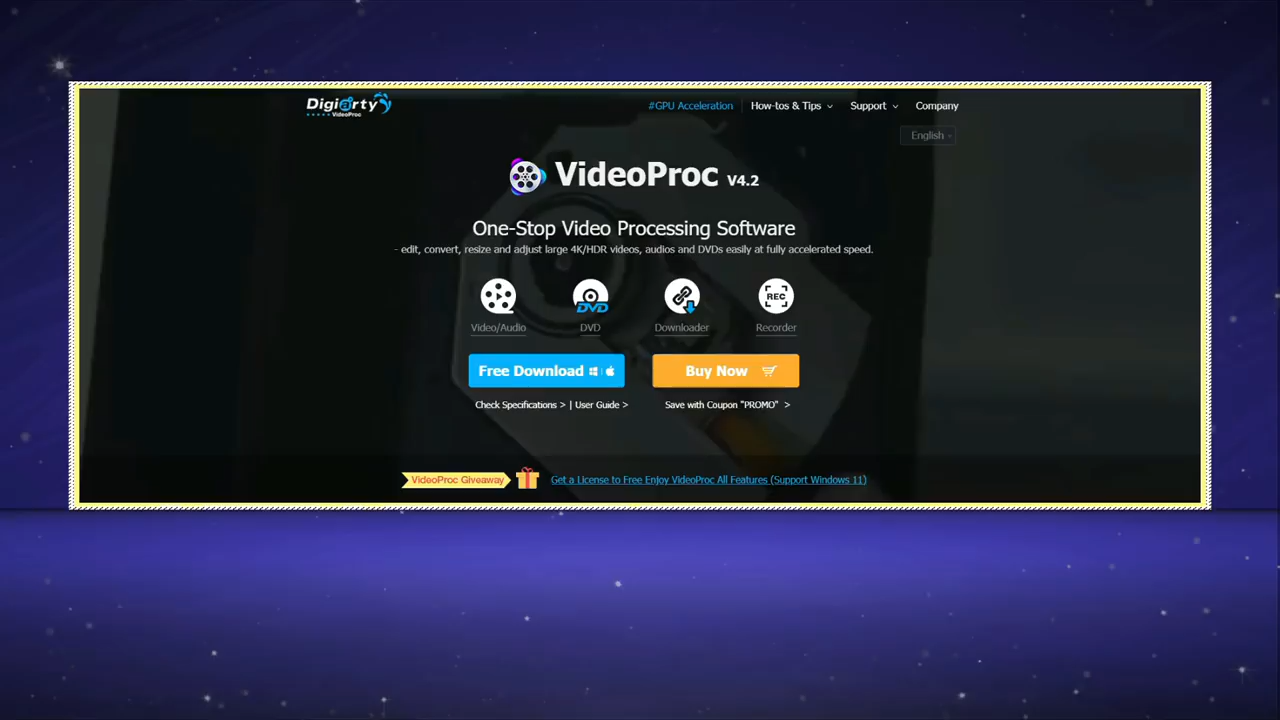 Digiarty
VideoProc
#GPU Acceleration How-tos & Tips Support Company
English
VideoProc V4.2
One-Stop Video Processing Software
- edit, convert, resize and adjust large 4K/HDR videos, audios and DVDs easily at fully accelerated speed.
DVD
REC
Video/Audio DVD Downloader Recorder
Free Download Buy Now
Check Specifications > | User Guide > Save with Coupon "PROMO" >
VideoProc Giveaway Get a License to Free Enjoy VideoProc All Features (Support Windows 11)